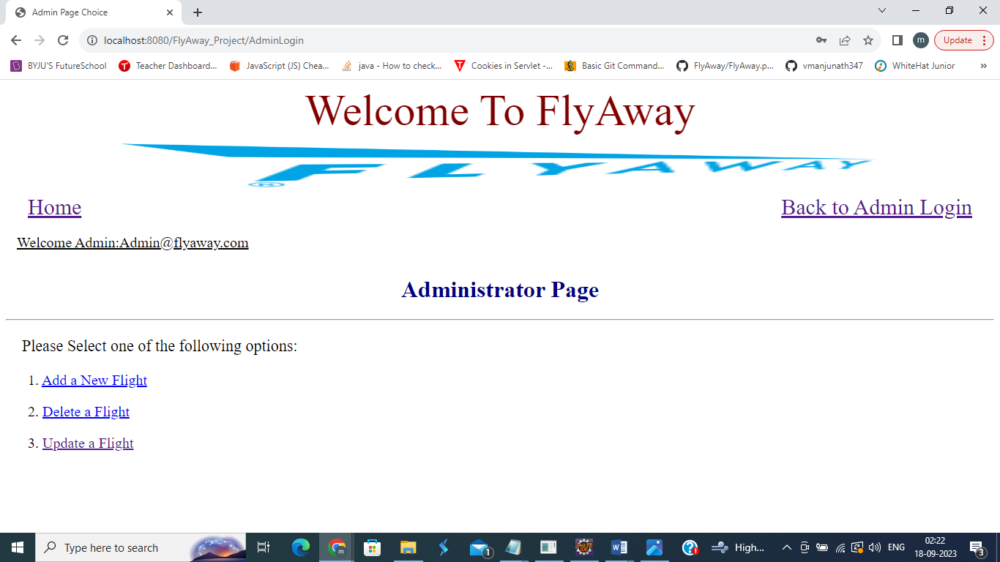 Admin Page Choice
localhost:8080/FlyAway_Project/AdminLogin
m
Update
BYJU'S FutureSchool
Teacher Dashboard...
JavaScript (JS) Chea...
java - How to check...
Cookies in Servlet -...
Basic Git Command...
FlyAway/FlyAway.p...
vmanjunath347
WhiteHat Junior
»
Welcome To FlyAway
FLYAWAY
®
Home
Back to Admin Login
Welcome Admin:Admin@flyaway.com
Administrator Page
Please Select one of the following options:
1. Add a New Flight
2. Delete a Flight
3. Update a Flight
Type here to search
1
High...
ENG
02:22
18-09-2023
3